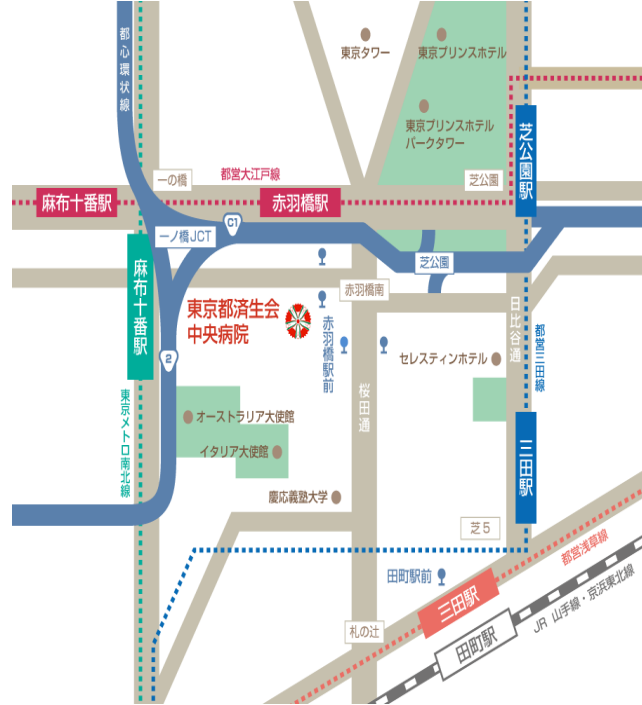 都心環状線
東京タワー
東京プリンスホテル
東京プリンスホテル
パークタワー
芝公園駅
一の橋
都営大江戸線
芝公園
麻布十番駅
赤羽橋駅
C1
一ノ橋JCT
麻布十番駅
芝公園
赤羽橋南
日比谷通
東京都済生会
中央病院
赤羽橋駅前
都営三田線
2
セレスティンホテル
桜田通
東京メトロ南北線
オーストラリア大使館
イタリア大使館
三田駅
慶応義塾大学
芝5
都営浅草線
田町駅前
三田駅
JR 山手線・京浜東北線
札の辻
田町駅